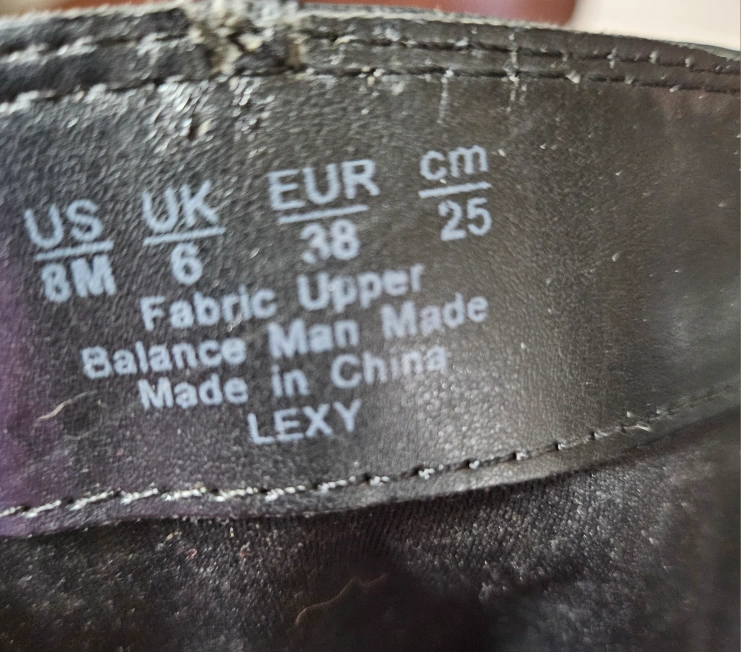 US UK EUR cm
8M 6 38 25
Fabric Upper
Balance Man Made
Made in China
LEXY